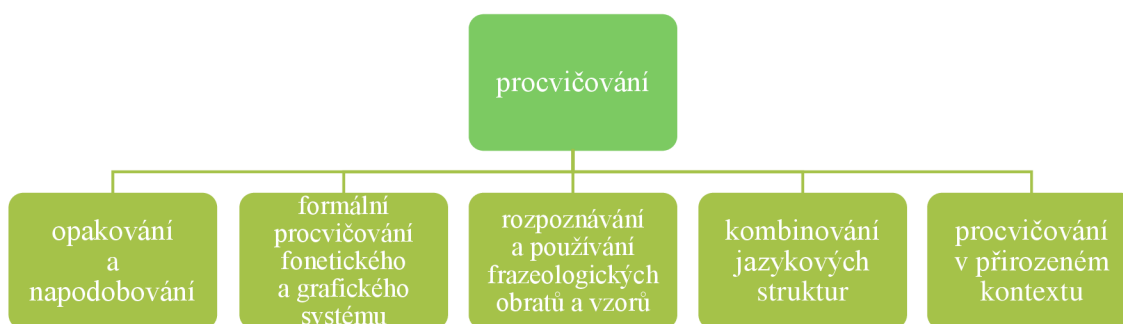 procvičování
opakování
a
napodobování
formální
procvičování
fonetického
a grafického
systému
rozpoznávání
a používání
frazeologických
obratů a vzorů
kombinování
jazykových
struktur
procvičování
v přirozeném
kontextu